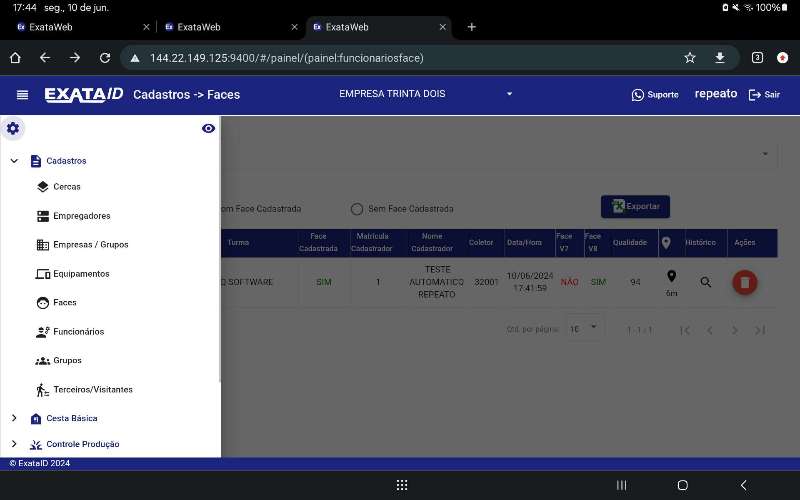 17:44 seg., 10 de jun.
100%
ExataWeb
ExataWeb
ExataWeb
144.22.149.125:9400/#/painel/(painel:funcionariosface)
3
EXATAID
Cadastros -> Faces
EMPRESA TRINTA DOIS
Suporte
repeato
Sair
Cadastros
Cercas
Empregadores
Empresas / Grupos
Equipamentos
Faces
Funcionários
Grupos
Terceiros/Visitantes
Cesta Básica
Controle Produção
om Face Cadastrada
Sem Face Cadastrada
Exportar
Turma
Face Cadastrada
Matrícula Cadastrador
Nome Cadastrador
Coletor
Data/Hora
Face V7
Face V8
Qualidade
Histórico
Ações
SOFTWARE
SIM
1
TESTE AUTOMATICO REPEATO
32001
10/06/2024 17:41:59
NÃO
SIM
94
6m
Qtd. por página:
10
1 - 1 / 1
© ExataID 2024